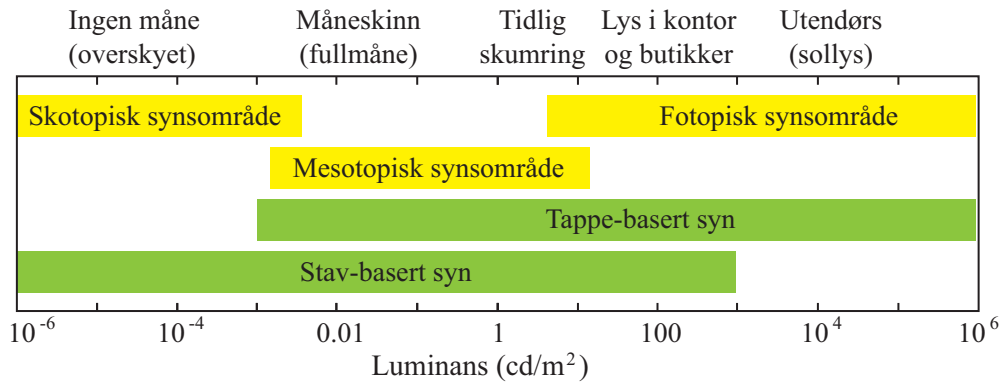 Ingen måne Måneskinn Tidlig Lys i kontor Utendørs
(overskyet) (fullmåne) skumring og butikker (sollys)
Skotopisk synsområde Fotopisk synsområde
Mesotopisk synsområde
Tappe-basert syn
Stav-basert syn
10⁻⁶ 10⁻⁴ 0.01 1 100 10⁴ 10⁶
Luminans (cd/m²)